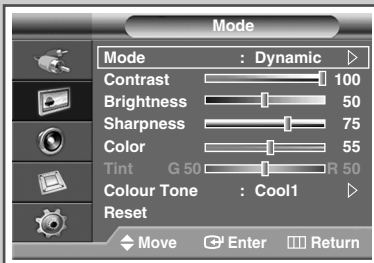 Mode
Mode : Dynamic
Contrast 100
Brightness 50
Sharpness 75
Color 55
Tint G 50 R 50
Colour Tone : Cool1
Reset
Move Enter Return